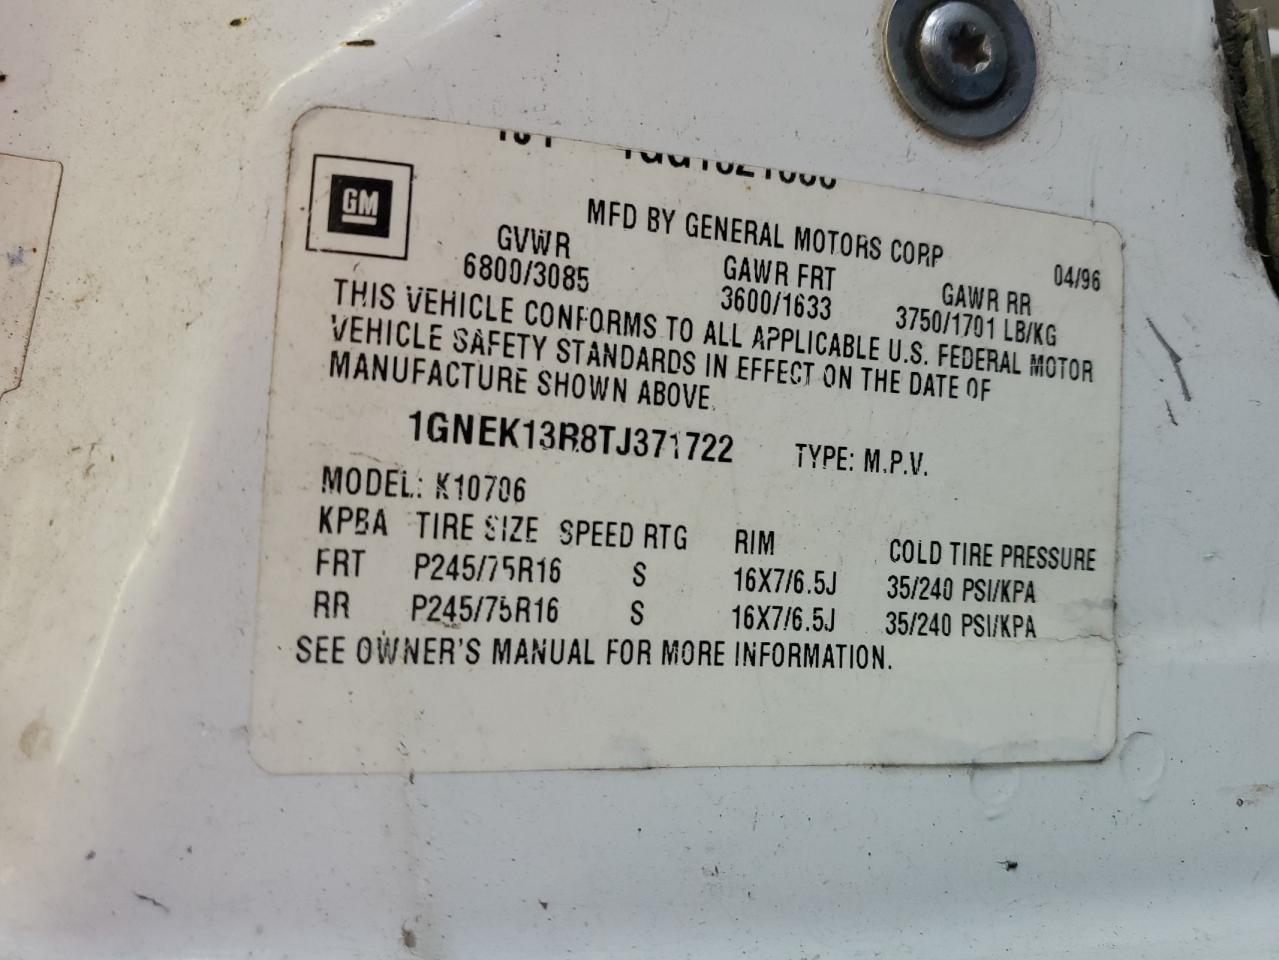 GM
MFD BY GENERAL MOTORS CORP
04/96
GVWR GAWR FRT GAWR RR
6800/3085 3600/1633 3750/1701 LB/KG
THIS VEHICLE CONFORMS TO ALL APPLICABLE U.S. FEDERAL MOTOR
VEHICLE SAFETY STANDARDS IN EFFECT ON THE DATE OF
MANUFACTURE SHOWN ABOVE.
1GNEK13R8TJ371722 TYPE: M.P.V.
MODEL: K10706
KPBA TIRE SIZE SPEED RTG RIM COLD TIRE PRESSURE
FRT P245/75R16 S 16X7/6.5J 35/240 PSI/KPA
RR P245/75R16 S 16X7/6.5J 35/240 PSI/KPA
SEE OWNER'S MANUAL FOR MORE INFORMATION.